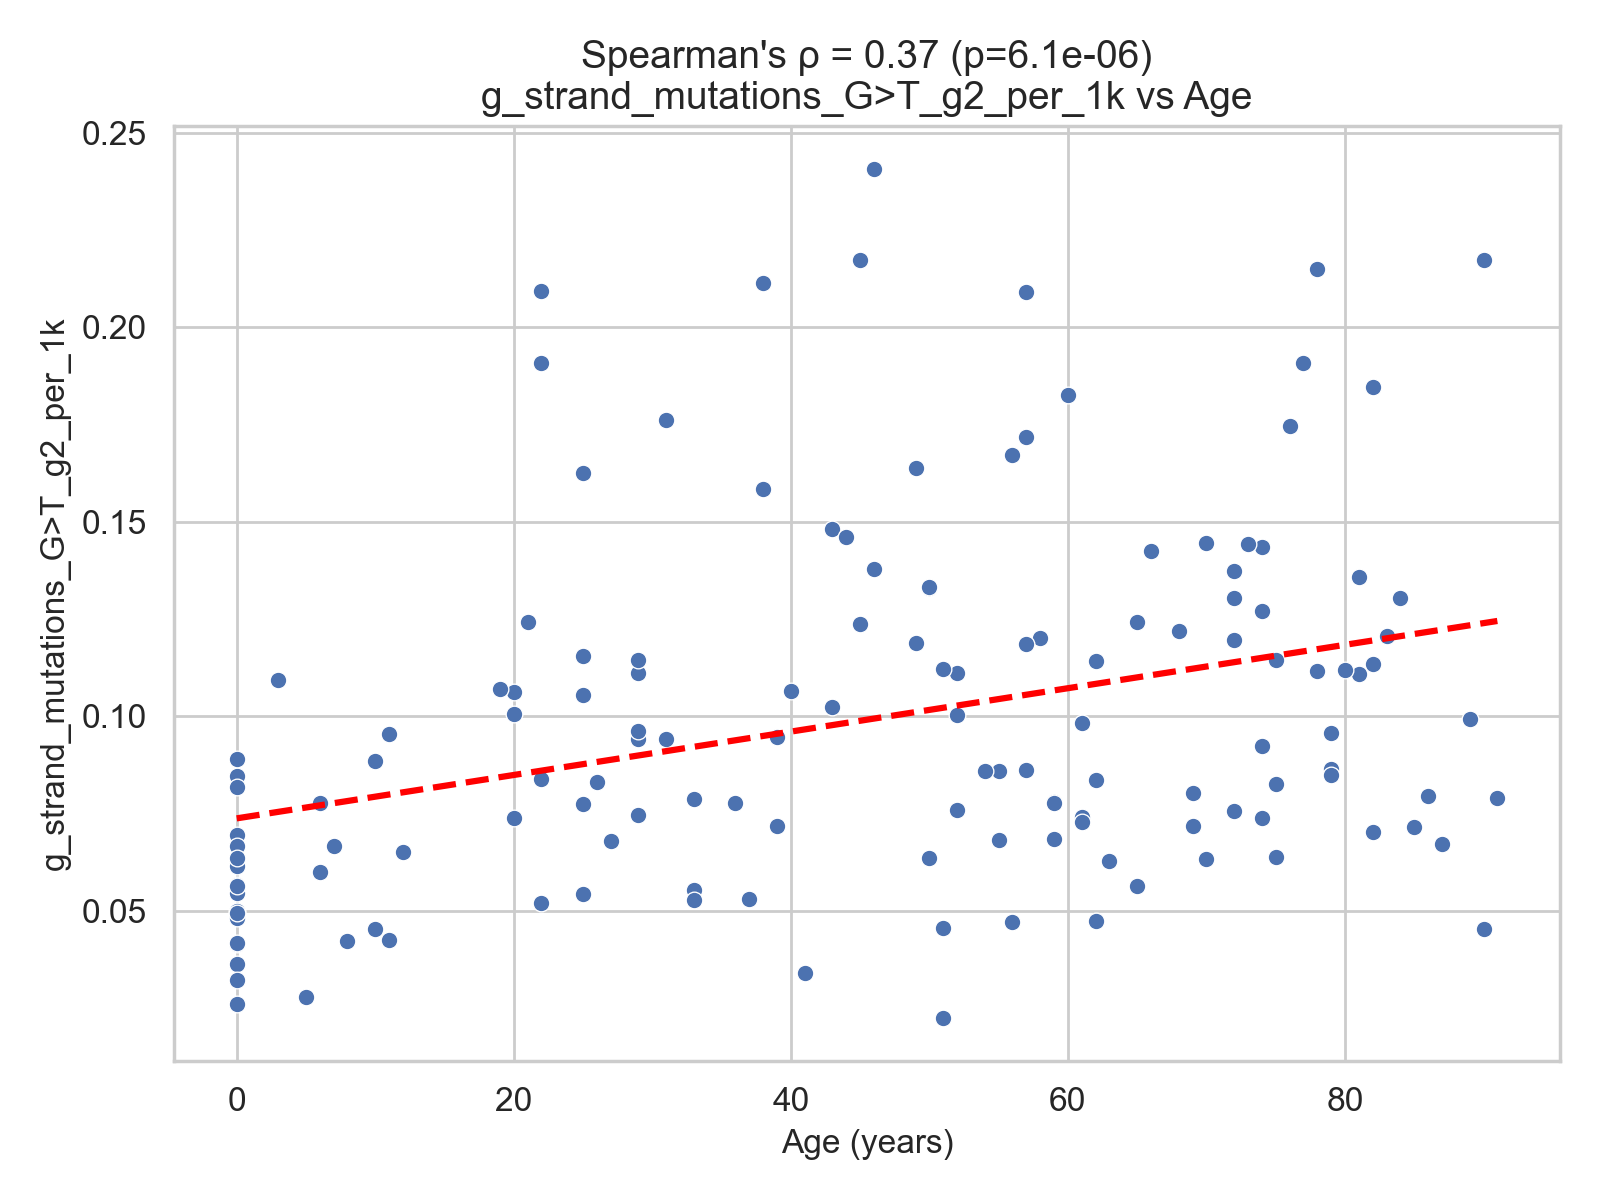 Spearman's ρ = 0.37 (p=6.1e-06)
g_strand_mutations_G>T_g2_per_1k vs Age
g_strand_mutations_G>T_g2_per_1k
0.25
0.20
0.15
0.10
0.05
0 20 40 60 80
Age (years)